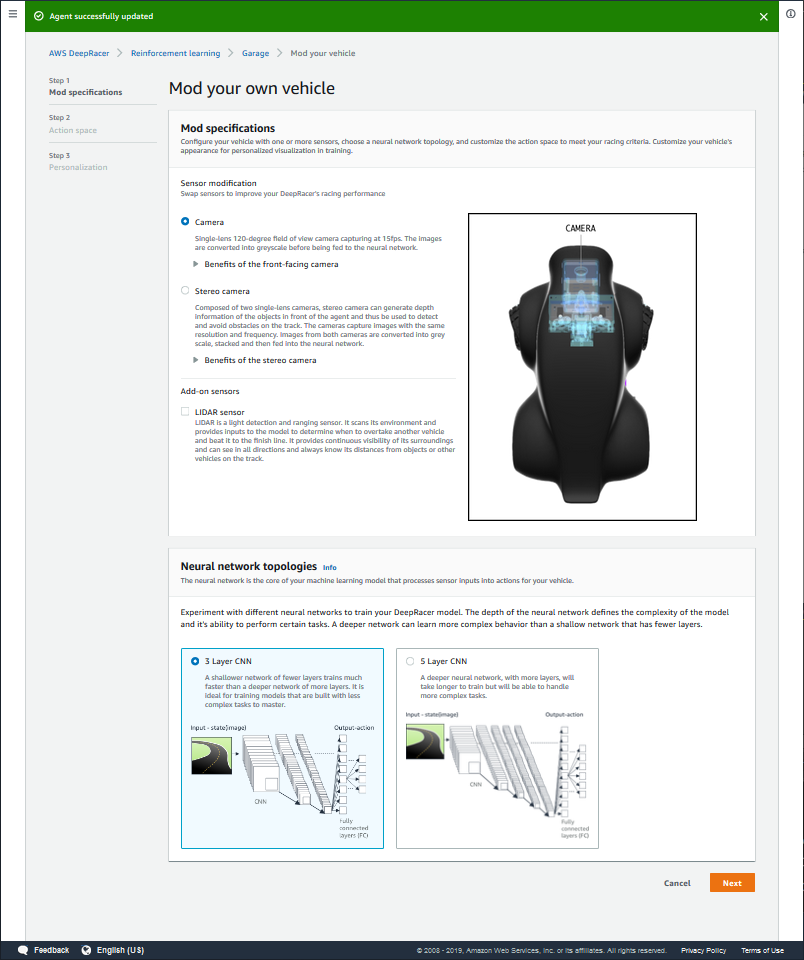 Agent successfully updated
AWS DeepRacer
Reinforcement learning
Garage
Mod your vehicle
Step 1
Mod specifications
Step 2
Action space
Step 3
Personalization
Mod your own vehicle
Mod specifications
Configure your vehicle with one or more sensors, choose a neural network topology, and customize the action space to meet your racing criteria. Customize your vehicle's
appearance for personalized visualization in training.
Sensor modification
Swap sensors to improve your DeepRacer's racing performance
Camera
Single-lens 120-degree field of view camera capturing at 15fps. The images
are converted into greyscale before being fed to the neural network.
Benefits of the front-facing camera
Stereo camera
Composed of two single-lens cameras, stereo camera can generate depth
information of the objects in front of the agent and thus be used to detect
and avoid obstacles on the track. The cameras capture images with the same
resolution and frequency. Images from both cameras are converted into grey
scale, stacked and then fed into the neural network.
Benefits of the stereo camera
Add-on sensors
LIDAR sensor
LIDAR is a light detection and ranging sensor. It scans its environment and
provides inputs to the model to determine when to overtake another vehicle
and beat it to the finish line. It provides continuous visibility of its surroundings
and can see in all directions and always know its distances from objects or other
vehicles on the track.
CAMERA
Neural network topologies Info
The neural network is the core of your machine learning model that processes sensor inputs into actions for your vehicle.
Experiment with different neural networks to train your DeepRacer model. The depth of the neural network defines the complexity of the model
and it's ability to perform certain tasks. A deeper network can learn more complex behavior than a shallow network that has fewer layers.
3 Layer CNN
A shallower network of fewer layers trains much
faster than a deeper network of more layers. It is
ideal for training models that are built with less
complex tasks to master.
Input - state(image)
Output-action
CNN
Fully
connected
layers (FC)
5 Layer CNN
A deeper neural network, with more layers, will
take longer to train but will be able to handle
more complex tasks.
Input - state(image)
Output-action
CNN
Fully
connected
layers (FC)
Cancel
Next
Feedback
English (US)
© 2008 - 2019, Amazon Web Services, Inc. or its affiliates. All rights reserved.
Privacy Policy
Terms of Use